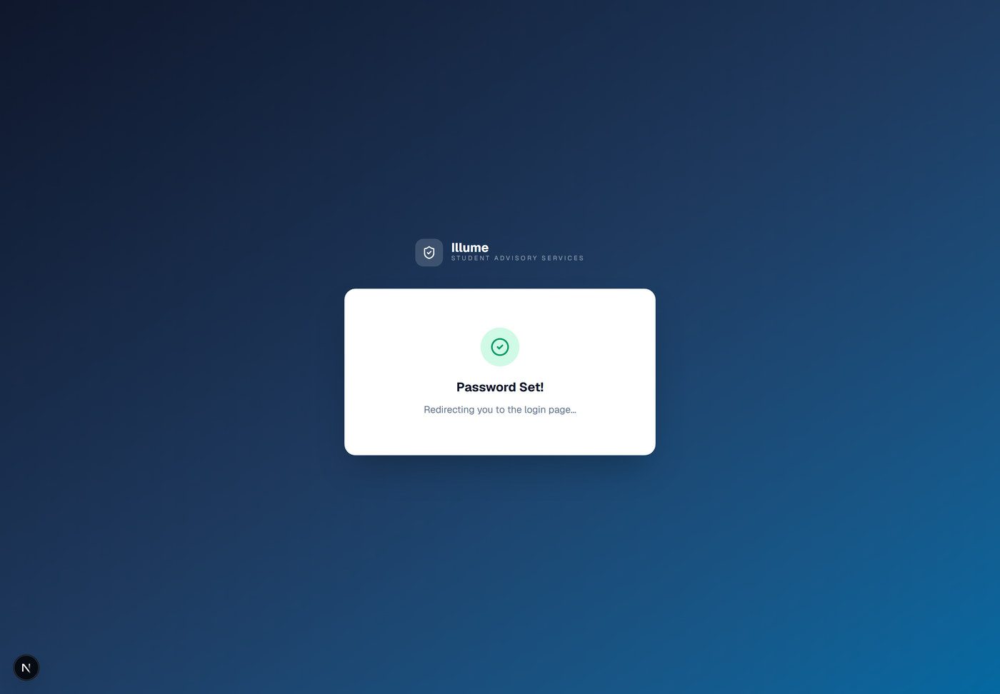 Illume
STUDENT ADVISORY SERVICES
Password Set!
Redirecting you to the login page...
N